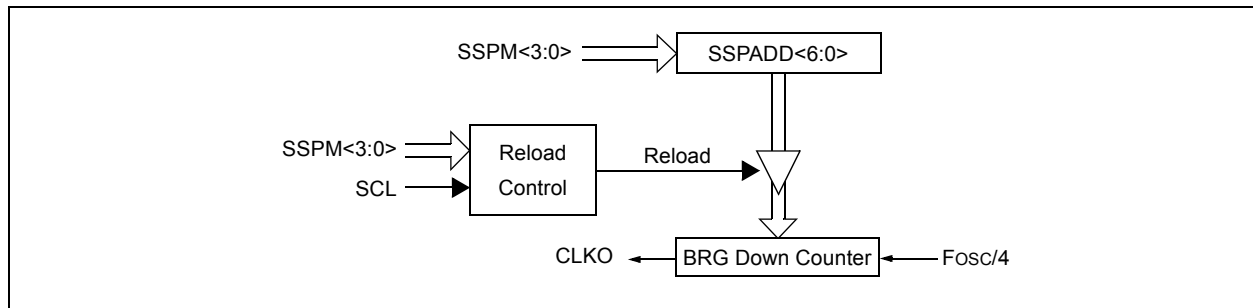 SSPM<3:0>
SSPADD<6:0>
SSPM<3:0>
SCL
Reload
Control
Reload
CLKO
BRG Down Counter
FOSC/4